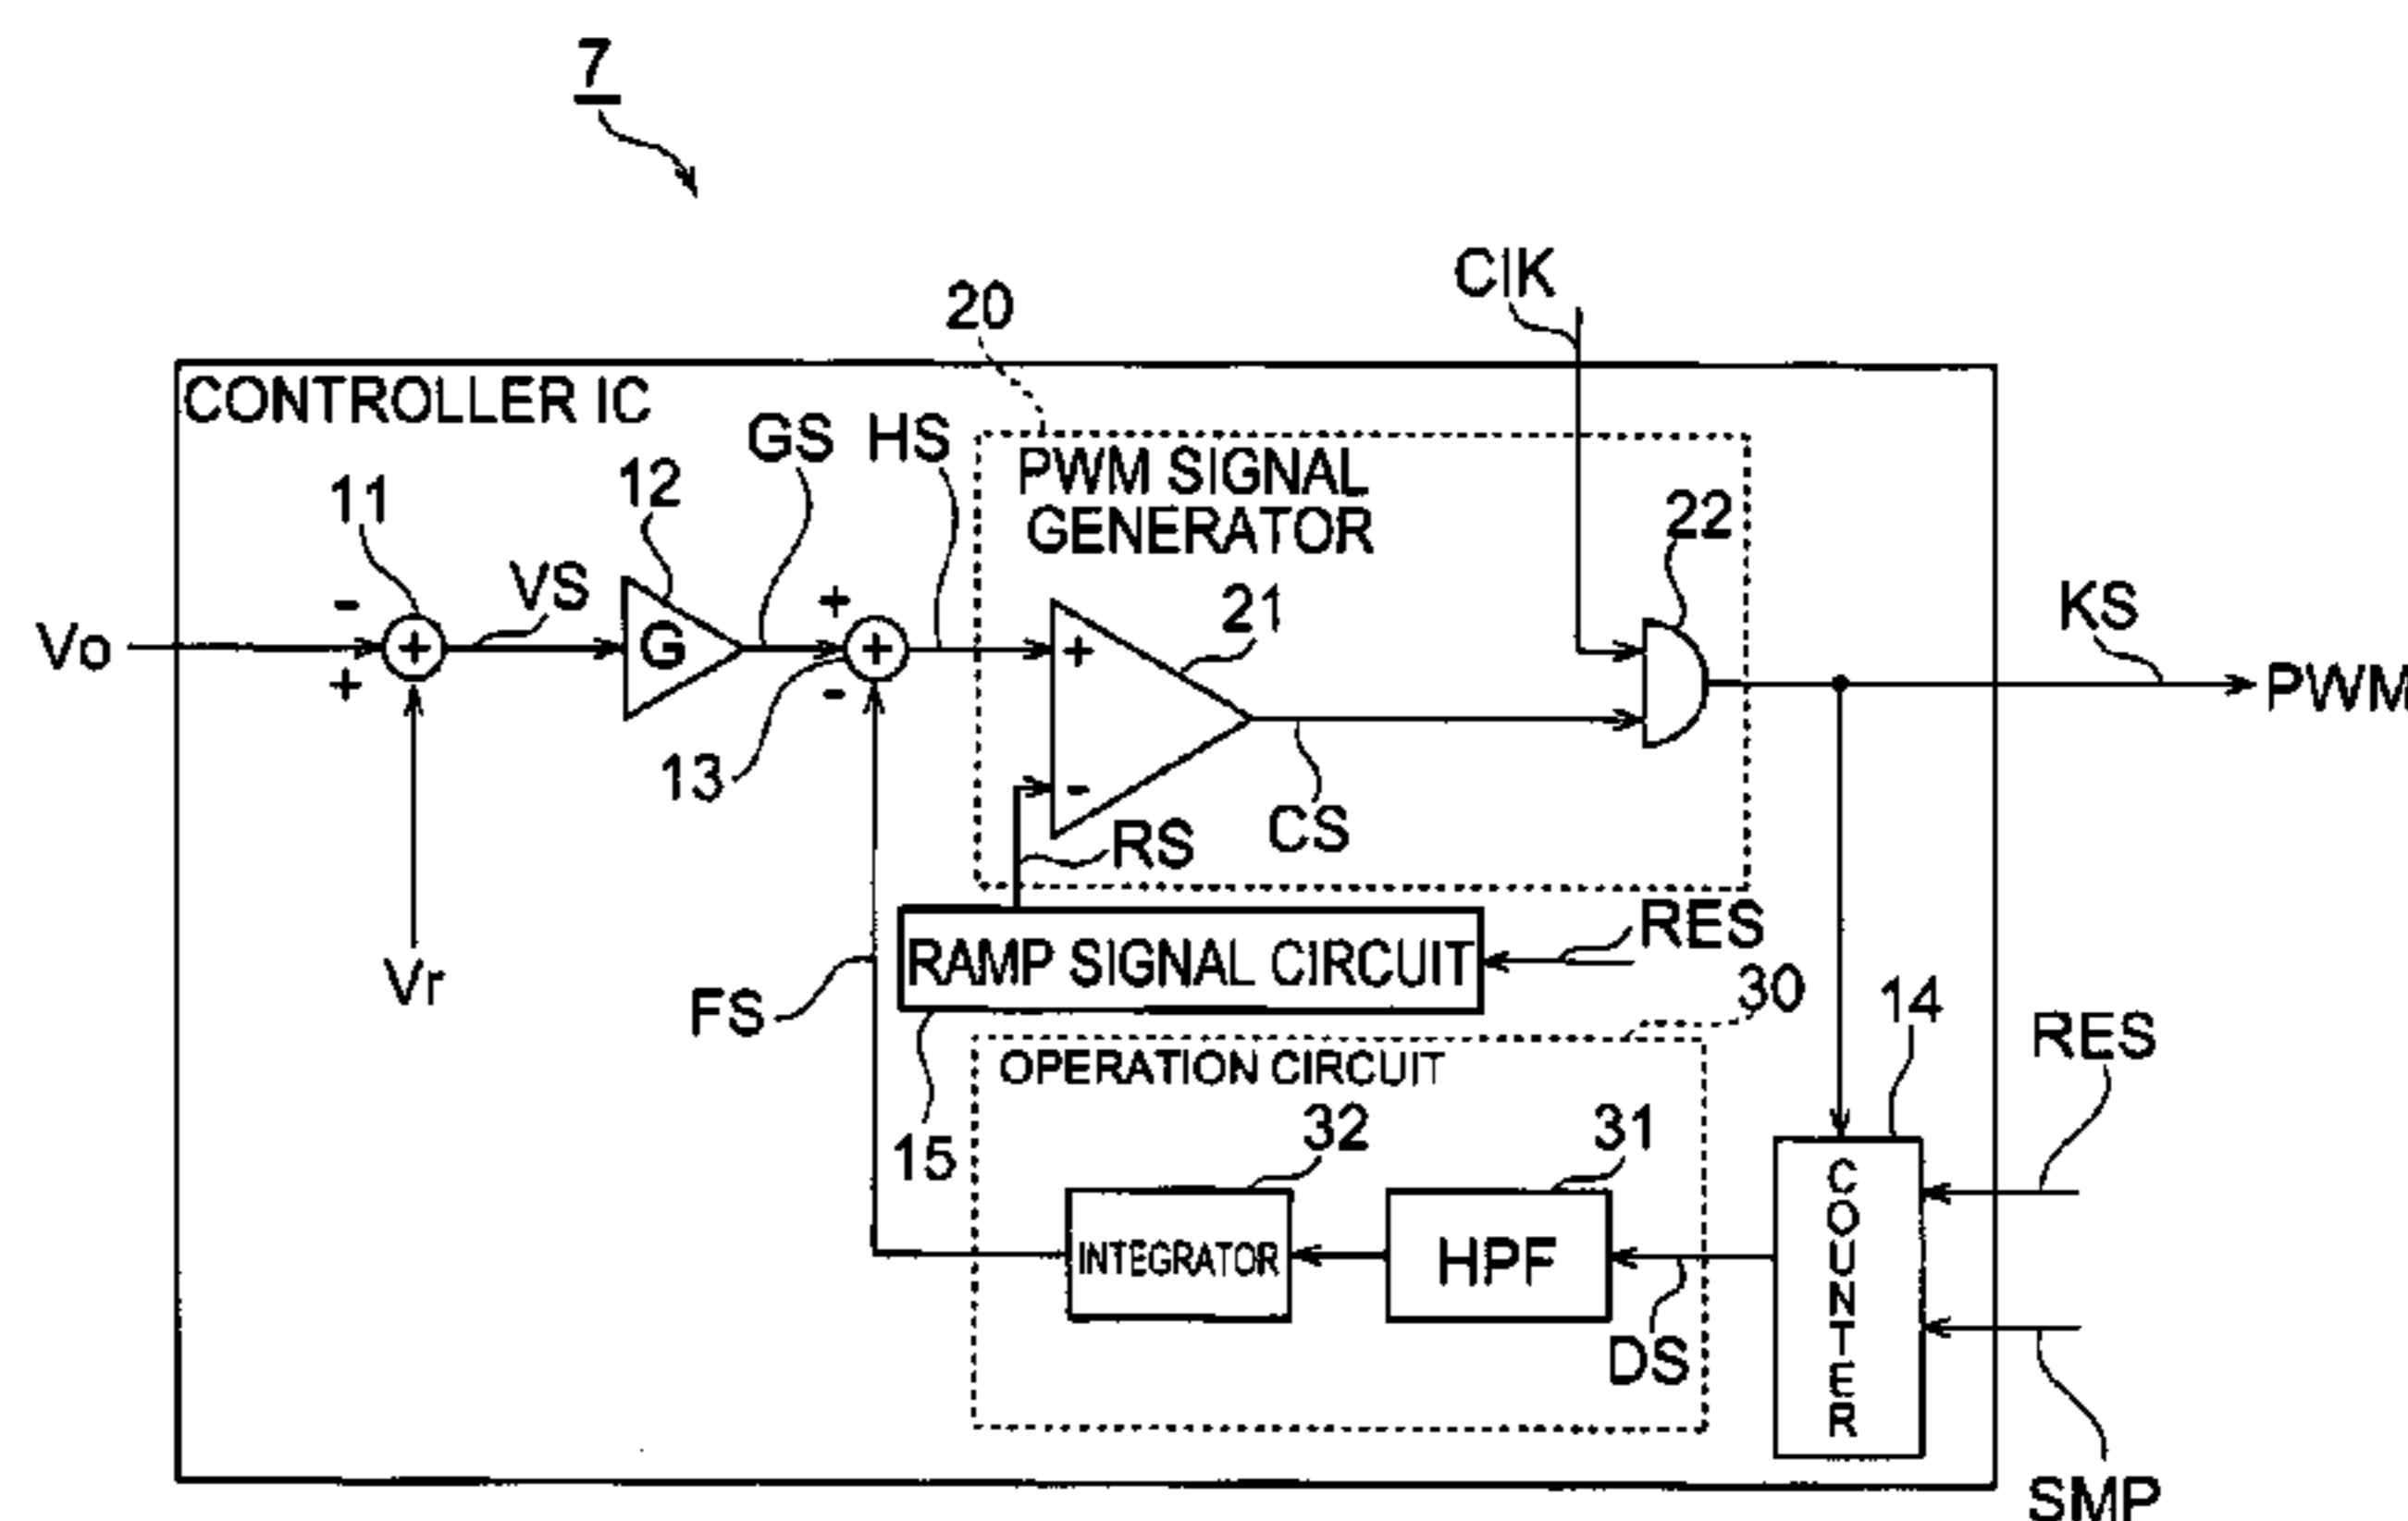 7
CIK
20
CONTROLLER IC
GS
HS
PWM SIGNAL
GENERATOR
11
12
22
VS
21
KS
-
+
+
Vo
+
G
+
+
PWM
+
-
13
-
CS
RS
Vr
RAMP SIGNAL CIRCUIT
RES
FS
30
14
RES
OPERATION CIRCUIT
15
32
31
COUNTER
INTEGRATOR
HPF
DS
SMP